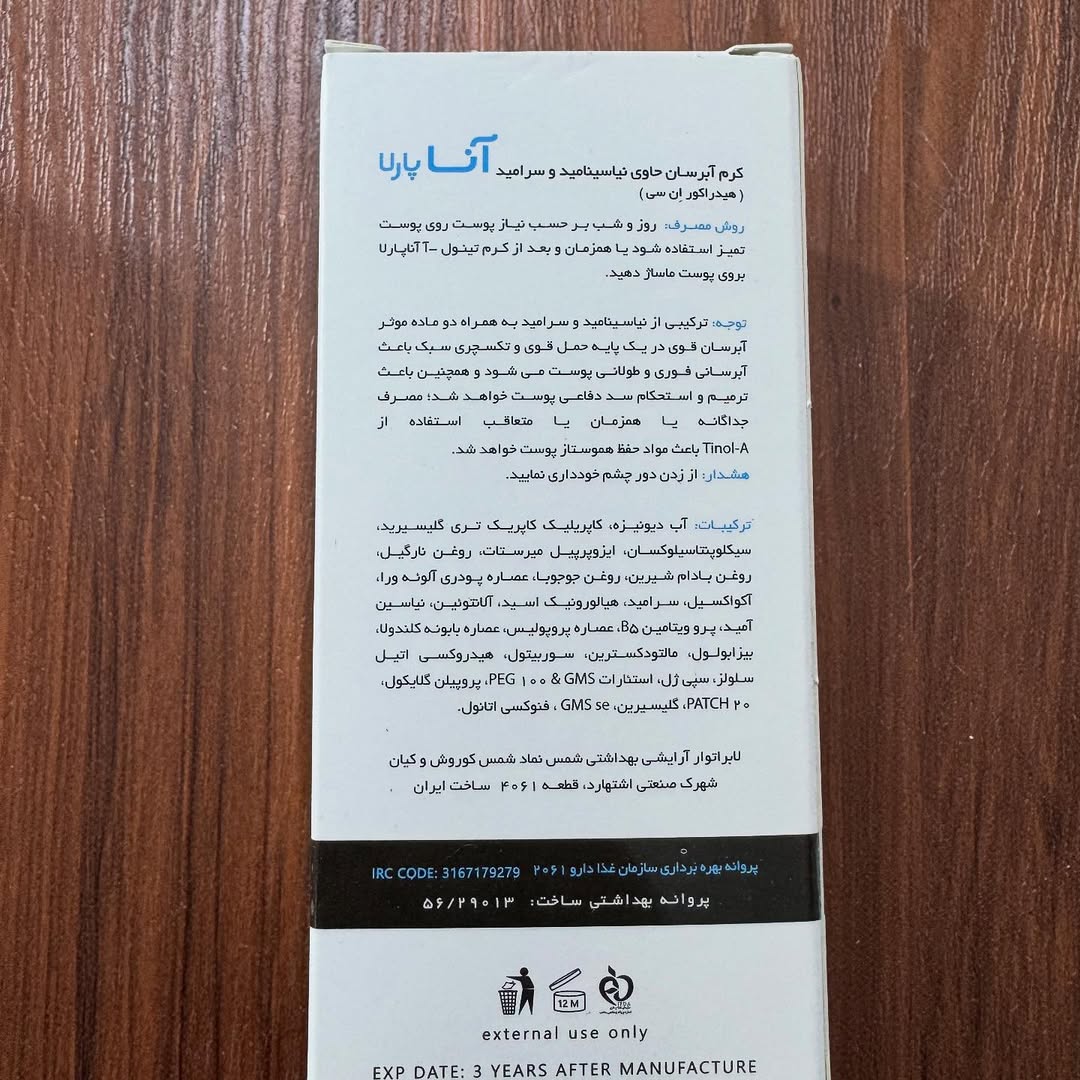 کرم آبرسان حاوی نیاسینامید و سرامید آنا پارلا
( هیدراکور اِن سی )
روش مصرف: روز و شب بر حسب نیاز پوست روی پوست
تمیز استفاده شود یا همزمان و بعد از کرم تینول –آ آناپارلا
بروی پوست ماساژ دهید.
توجه: ترکیبی از نیاسینامید و سرامید به همراه دو ماده موثر
آبرسان قوی در یک پایه حمل قوی و تکسچری سبک باعث
آبرسانی فوری و طولانی پوست می شود و همچنین باعث
ترمیم و استحکام سد دفاعی پوست خواهد شد؛ مصرف
جداگانه یا همزمان یا متعاقب استفاده از
Tinol-A باعث مواد حفظ هموستاز پوست خواهد شد.
هشدار: از زدن دور چشم خودداری نمایید.
ترکیبات: آب دیونیزه، کاپریلیک کاپریک تری گلیسیرید،
سیکلوپنتاسیلوکسان، ایزوپرپیل میرستات، روغن نارگیل،
روغن بادام شیرین، روغن جوجوبا، عصاره پودری آلوئه ورا،
آکواکسیل، سرامید، هیالورونیک اسید، آلانتوئین، نیاسین
آمید، پرو ویتامین B۵، عصاره پروپولیس، عصاره بابونه کلندولا،
بیزابولول، مالتودکسترین، سوربیتول، هیدروکسی اتیل
سلولز، سپی ژل، استئارات PEG ۱۰۰ & GMS، پروپیلن گلایکول،
PATCH ۲۰، گلیسیرین، GMS se ، فنوکسی اتانول.
لابراتوار آرایشی بهداشتی شمس نماد شمس کوروش و کیان
شهرک صنعتی اشتهارد، قطعه ۴۰۶۱ ساخت ایران
پروانه بهره برداری سازمان غذا دارو ۲۰۶۱ IRC CODE: 3167179279
پروانه بهداشتی ساخت: ۵۶/۲۹۰۱۳
12 M
external use only
EXP DATE: 3 YEARS AFTER MANUFACTURE